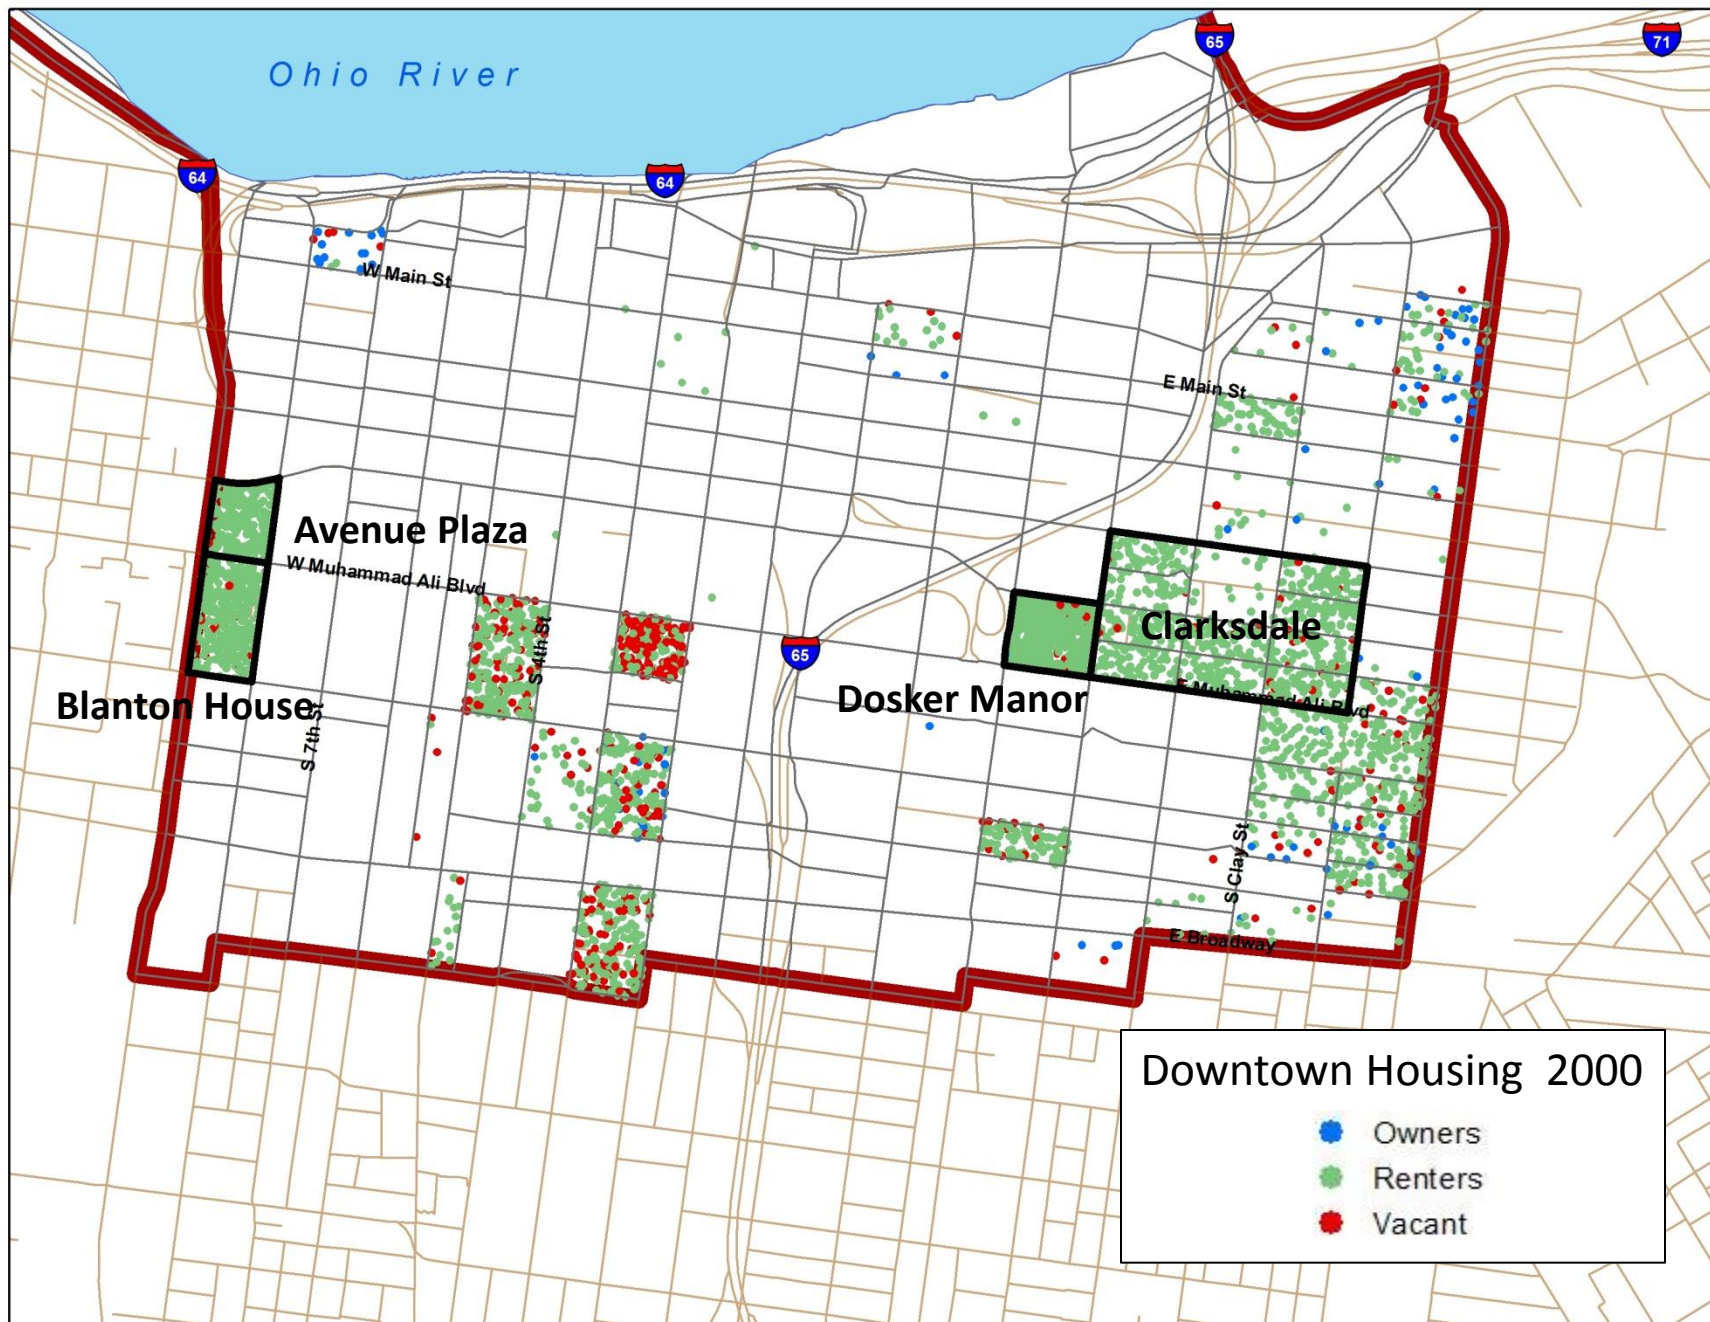 65
71
Ohio River
64
64
W Main St
E Main St
Avenue Plaza
W Muhammad Ali Blvd
Clarksdale
S 4th St
65
Dosker Manor
E Muhammad Ali Blvd
Blanton House
S 7th St
S Clay St
E Broadway
Downtown Housing 2000
Owners
Renters
Vacant